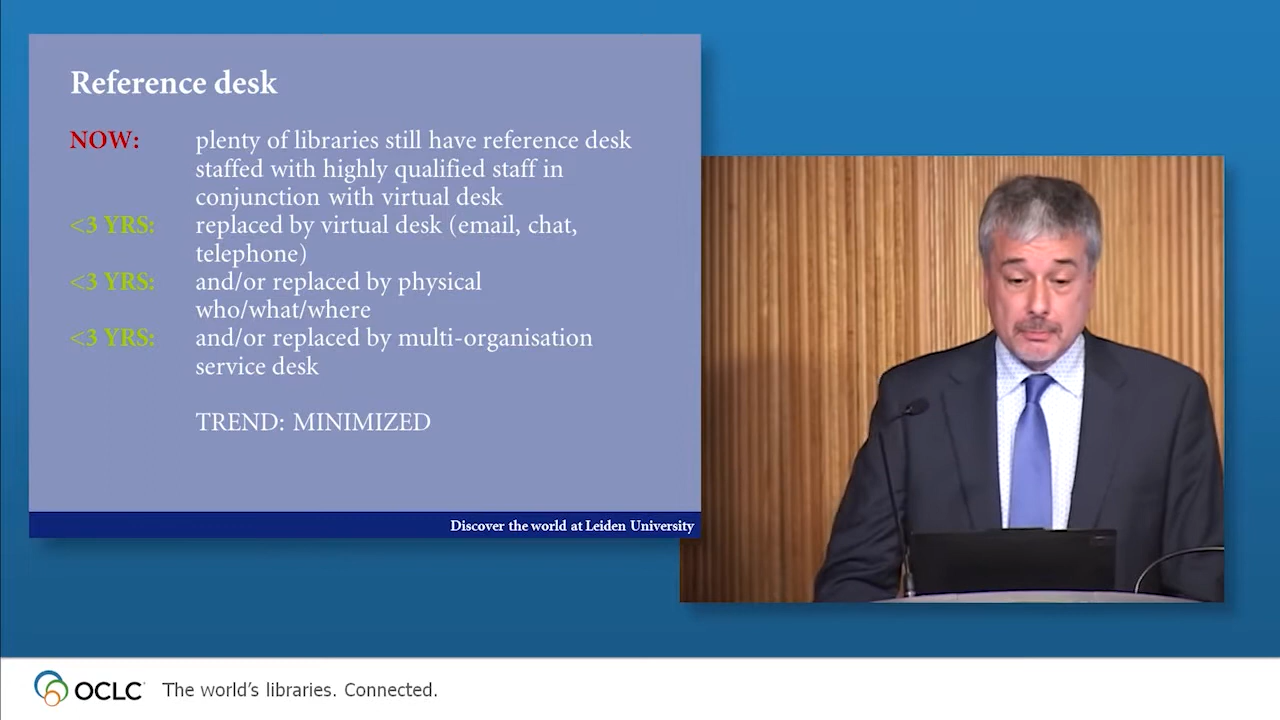 Reference desk
NOW: plenty of libraries still have reference desk
staffed with highly qualified staff in
conjunction with virtual desk
<3 YRS: replaced by virtual desk (email, chat,
telephone)
<3 YRS: and/or replaced by physical
who/what/where
<3 YRS: and/or replaced by multi-organisation
service desk
TREND: MINIMIZED
Discover the world at Leiden University
OCLC The world's libraries. Connected.